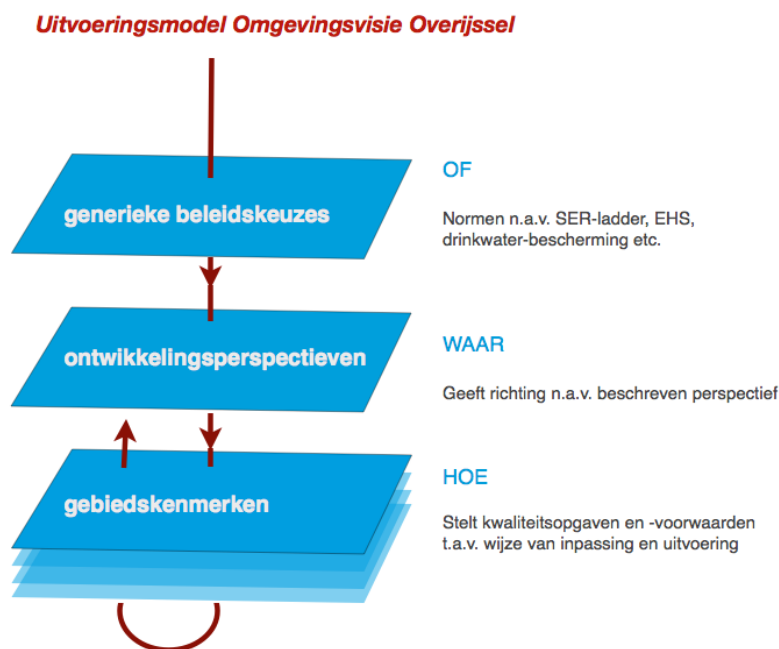 Uitvoeringsmodel Omgevingsvisie Overijssel
generieke beleidskeuzes
OF
Normen n.a.v. SER-ladder, EHS,
drinkwater-bescherming etc.
ontwikkelingsperspectieven
WAAR
Geeft richting n.a.v. beschreven perspectief
gebiedskenmerken
HOE
Stelt kwaliteitsopgaven en -voorwaarden
t.a.v. wijze van inpassing en uitvoering